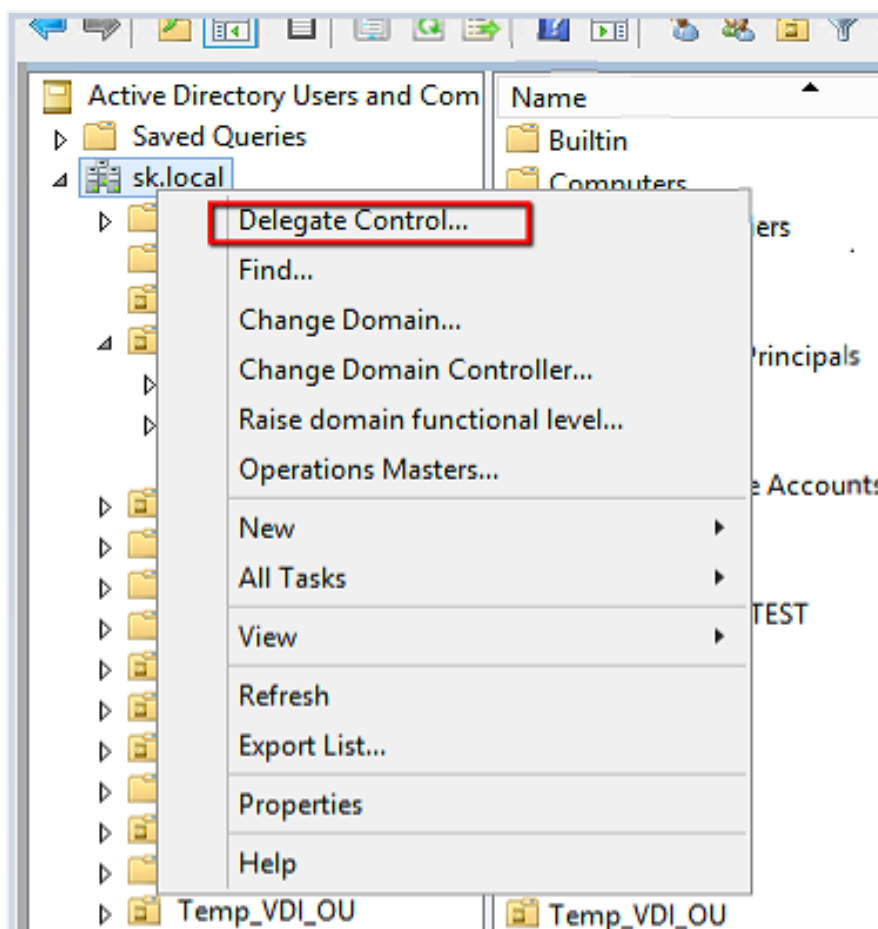 Active Directory Users and Com
Saved Queries
sk.local
Name
Builtin
Computers
ers
Principals
e Accounts
TEST
Delegate Control...
Find...
Change Domain...
Change Domain Controller...
Raise domain functional level...
Operations Masters...
New
All Tasks
View
Refresh
Export List...
Properties
Help
Temp_VDI_OU
Temp_VDI_OU